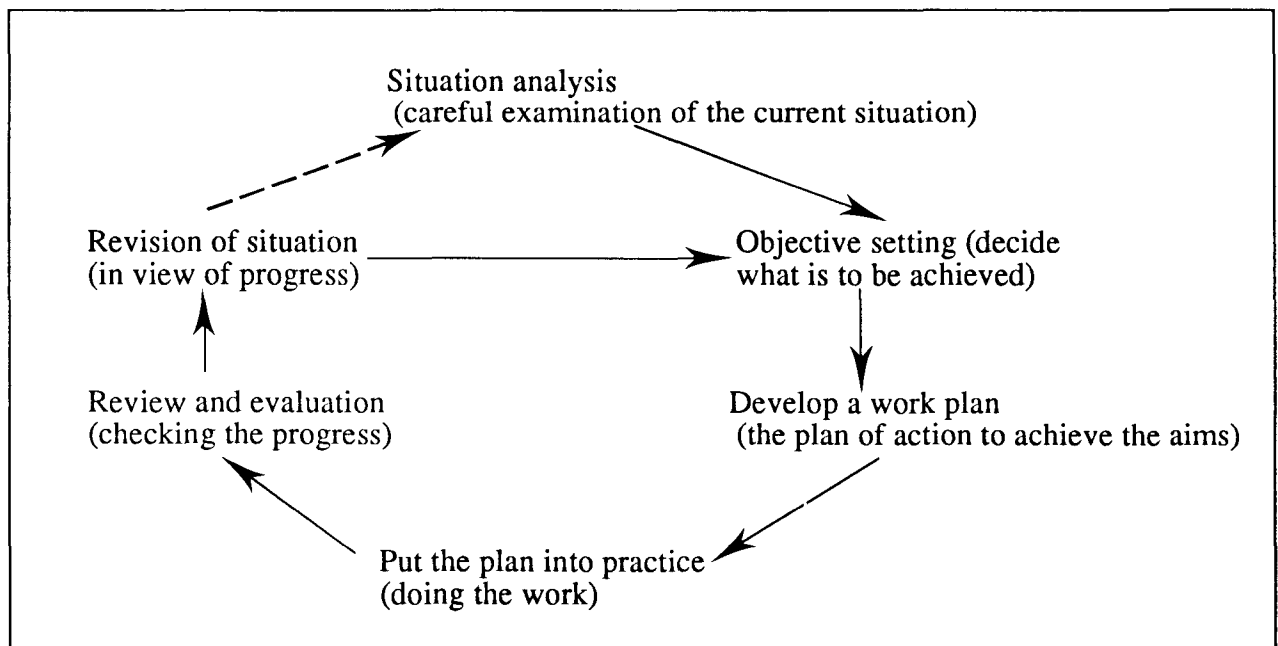 Situation analysis
(careful examination of the current situation)
Revision of situation
(in view of progress)
Objective setting (decide
what is to be achieved)
Review and evaluation
(checking the progress)
Develop a work plan
(the plan of action to achieve the aims)
Put the plan into practice
(doing the work)